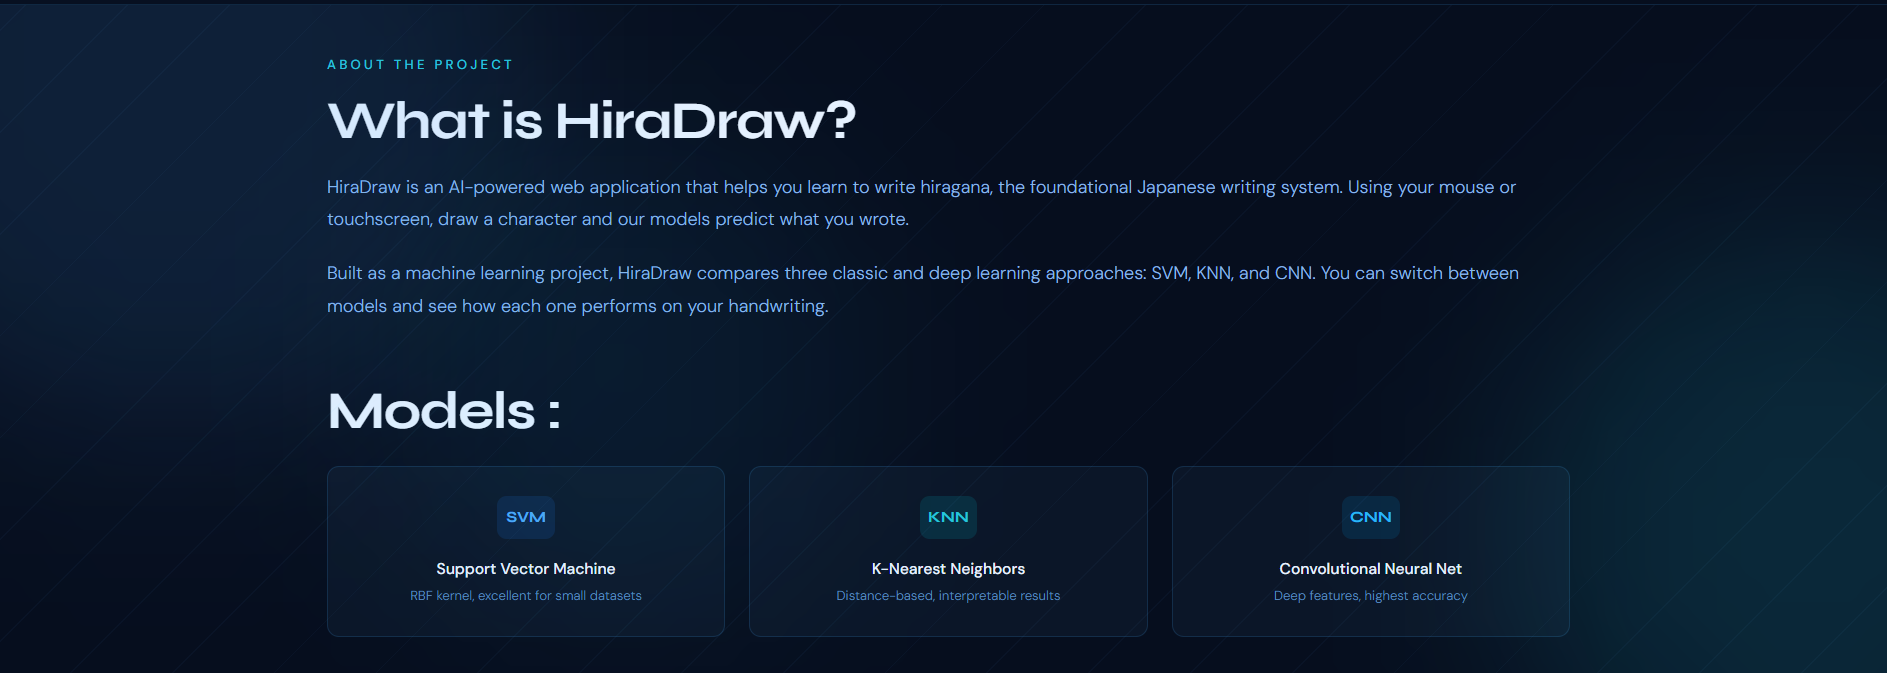 ABOUT THE PROJECT
What is HiraDraw?
HiraDraw is an AI-powered web application that helps you learn to write hiragana, the foundational Japanese writing system. Using your mouse or
touchscreen, draw a character and our models predict what you wrote.
Built as a machine learning project, HiraDraw compares three classic and deep learning approaches: SVM, KNN, and CNN. You can switch between
models and see how each one performs on your handwriting.
Models :
SVM
Support Vector Machine
RBF kernel, excellent for small datasets
KNN
K-Nearest Neighbors
Distance-based, interpretable results
CNN
Convolutional Neural Net
Deep features, highest accuracy